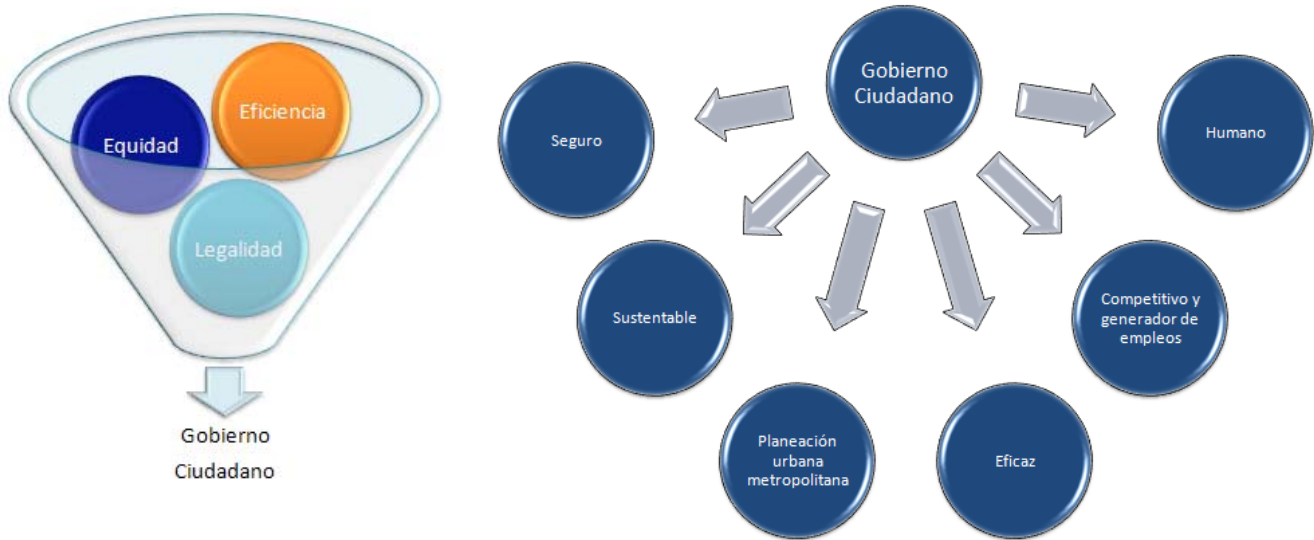 Eficiencia
Equidad
Legalidad
Gobierno
Ciudadano
Gobierno
Ciudadano
Seguro
Humano
Sustentable
Competitivo y
generador de
empleos
Planeación
urbana
metropolitana
Eficaz